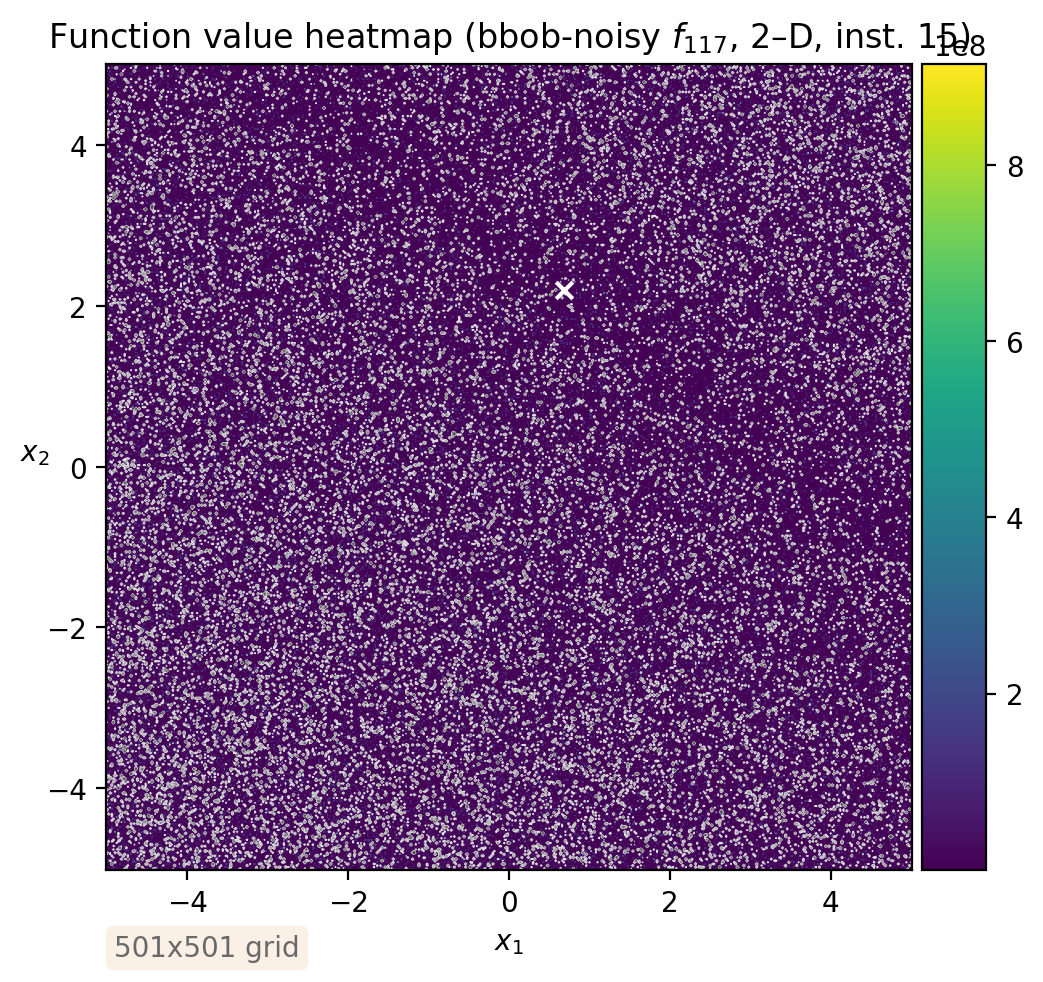 Function value heatmap (bbob-noisy f117, 2–D, inst. 15)
1e8
4
2
0
−2
−4
x2
−4
−2
0
2
4
x1
8
6
4
2
501x501 grid